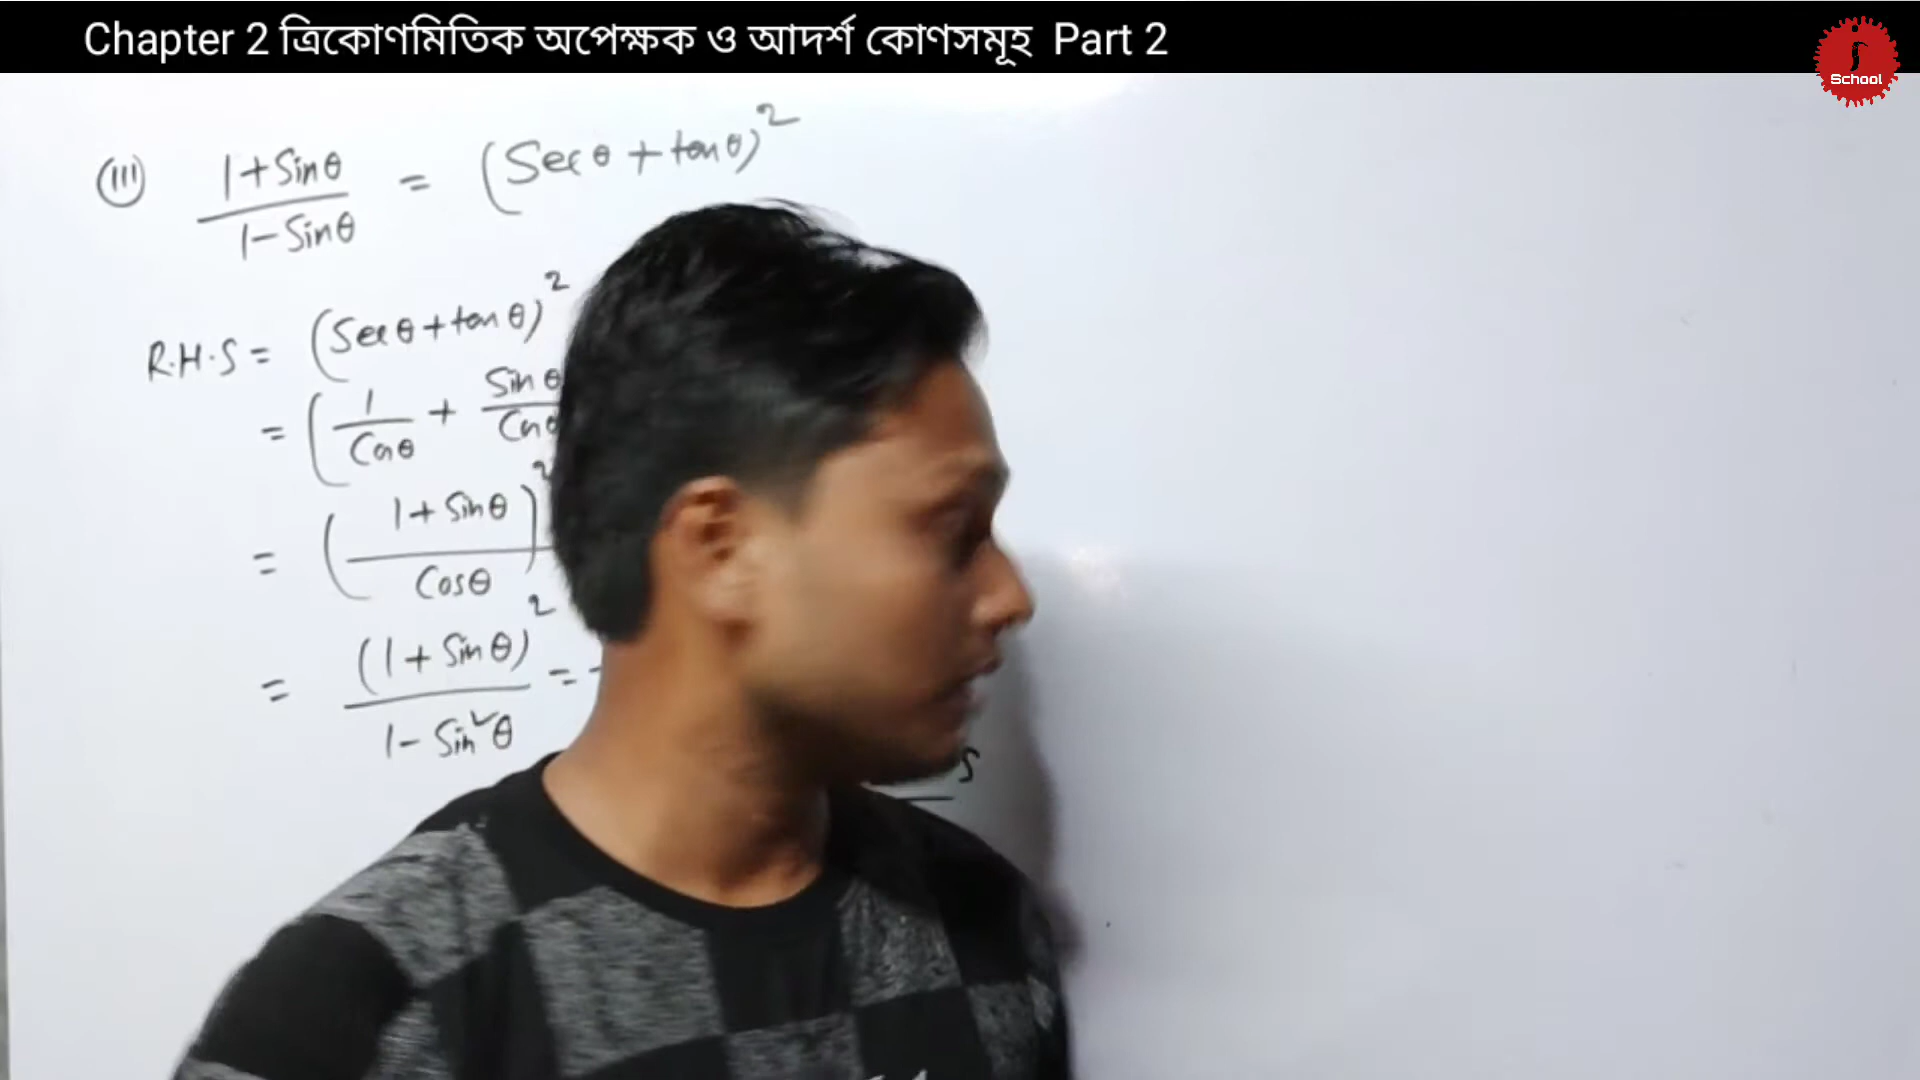 Chapter 2 ত্রিকোণমিতিক অপেক্ষক ও আদর্শ কোণসমূহ Part 2
School
(iii) (1+Sinθ)/(1-Sinθ) = (Secθ + tanθ)²
R.H.S = (Secθ + tanθ)²
= (1/Cosθ + Sinθ/Cosθ
= ((1+ Sinθ)/Cosθ)²
= (1+ Sinθ)²/(1- Sin²θ) = -
S